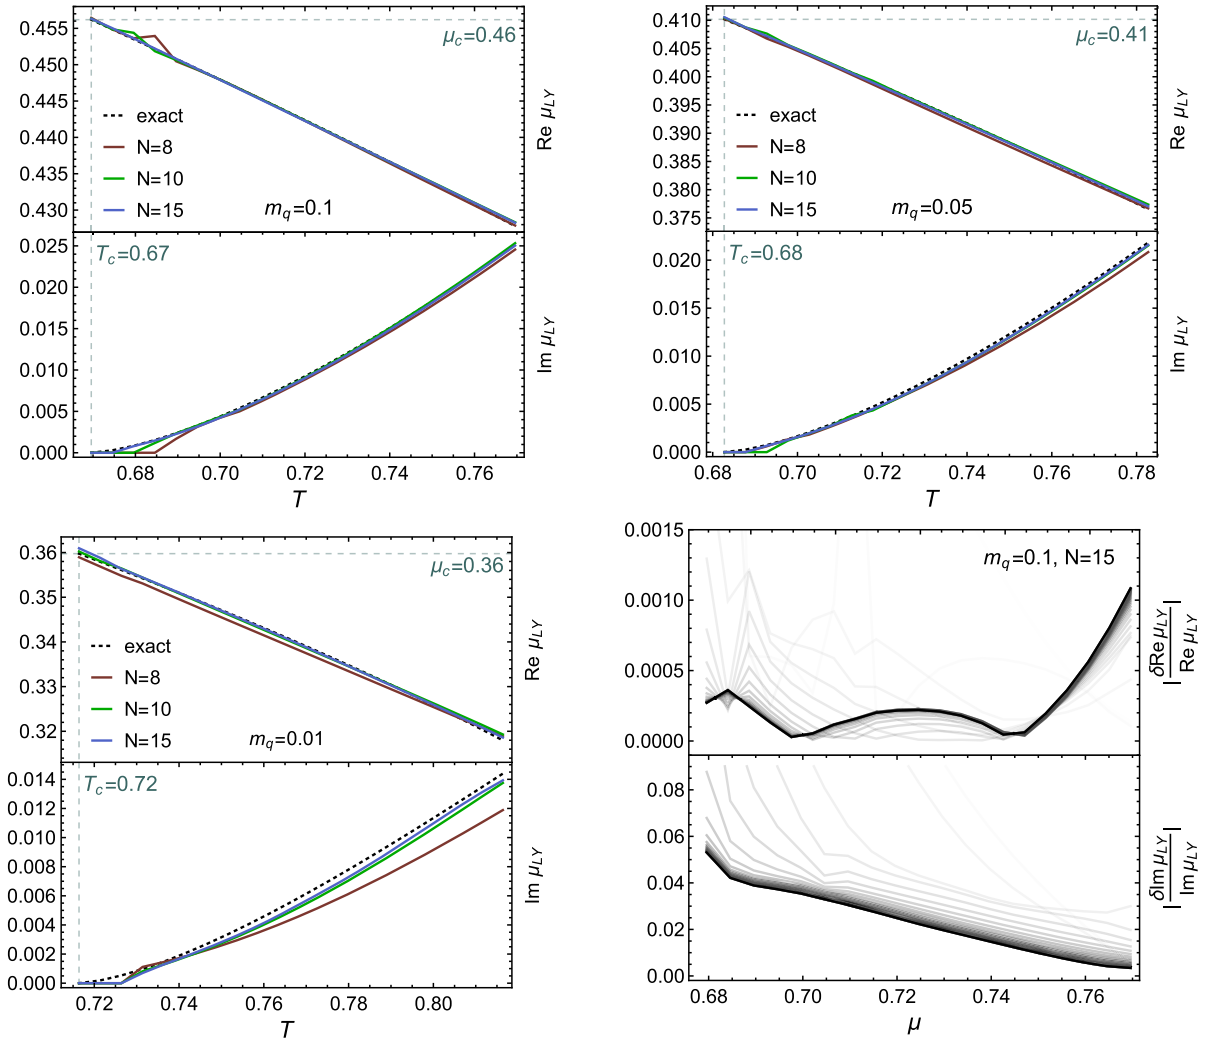 0.455
0.450
0.445
0.440
0.435
0.430
μc=0.46
exact
N=8
N=10
N=15
mq=0.1
Re μLY
0.025
0.020
0.015
0.010
0.005
0.000
Tc=0.67
Im μLY
0.68 0.70 0.72 0.74 0.76
T
0.410
0.405
0.400
0.395
0.390
0.385
0.380
0.375
μc=0.41
exact
N=8
N=10
N=15
mq=0.05
Re μLY
0.020
0.015
0.010
0.005
0.000
Tc=0.68
Im μLY
0.68 0.70 0.72 0.74 0.76 0.78
T
0.36
0.35
0.34
0.33
0.32
μc=0.36
exact
N=8
N=10
N=15
mq=0.01
Re μLY
0.014
0.012
0.010
0.008
0.006
0.004
0.002
0.000
Tc=0.72
Im μLY
0.72 0.74 0.76 0.78 0.80
T
0.0015
0.0010
0.0005
0.0000
mq=0.1, N=15
|δRe μLY / Re μLY|
0.08
0.06
0.04
0.02
0.00
|δIm μLY / Im μLY|
0.68 0.70 0.72 0.74 0.76
μ